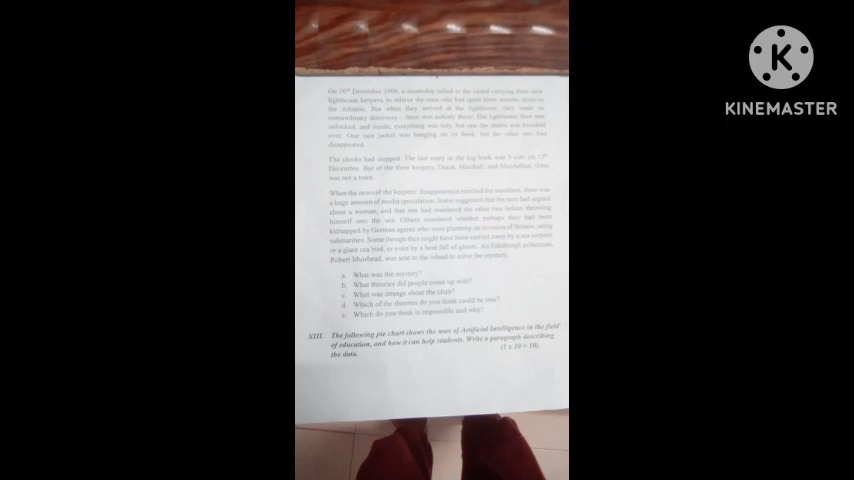 On 26th December 1900, a steamship sailed to the island carrying three new
lighthouse keepers, to relieve the men who had spent three months alone in
the Atlantic. But when they arrived at the lighthouse, they made an
extraordinary discovery - there was nobody there! The lighthouse door was
unlocked, and inside, everything was tidy, but one the chairs was knocked
over. One rain jacket was hanging on its hook, but the other two had
disappeared.
The clocks had stopped. The last entry in the log book was 9 a.m. on 15th
December. But of the three keepers, Ducat, Marshall, and MacArthur, there
was not a trace.
When the news of the keepers' disappearance reached the mainland, there was
a huge amount of media speculation. Some suggested that the men had argued
about a woman, and that one had murdered the other two before throwing
himself into the sea. Others wondered whether perhaps they had been
kidnapped by German agents who were planning an invasion of Britain, using
submarines. Some though they might have been carried away by a sea serpent,
or a giant sea bird, or even by a boat full of ghosts. An Edinburgh policeman,
Robert Muirhead, was sent to the island to solve the mystery.
a. What was the mystery?
b. What theories did people come up with?
c. What was strange about the chair?
d. Which of the theories do you think could be true?
e. Which do you think is impossible and why?
XIII. The following pie chart shows the uses of Artificial Intelligence in the field
of education, and how it can help students. Write a paragraph describing
the data. (1 x 10 = 10)
K
KINEMASTER